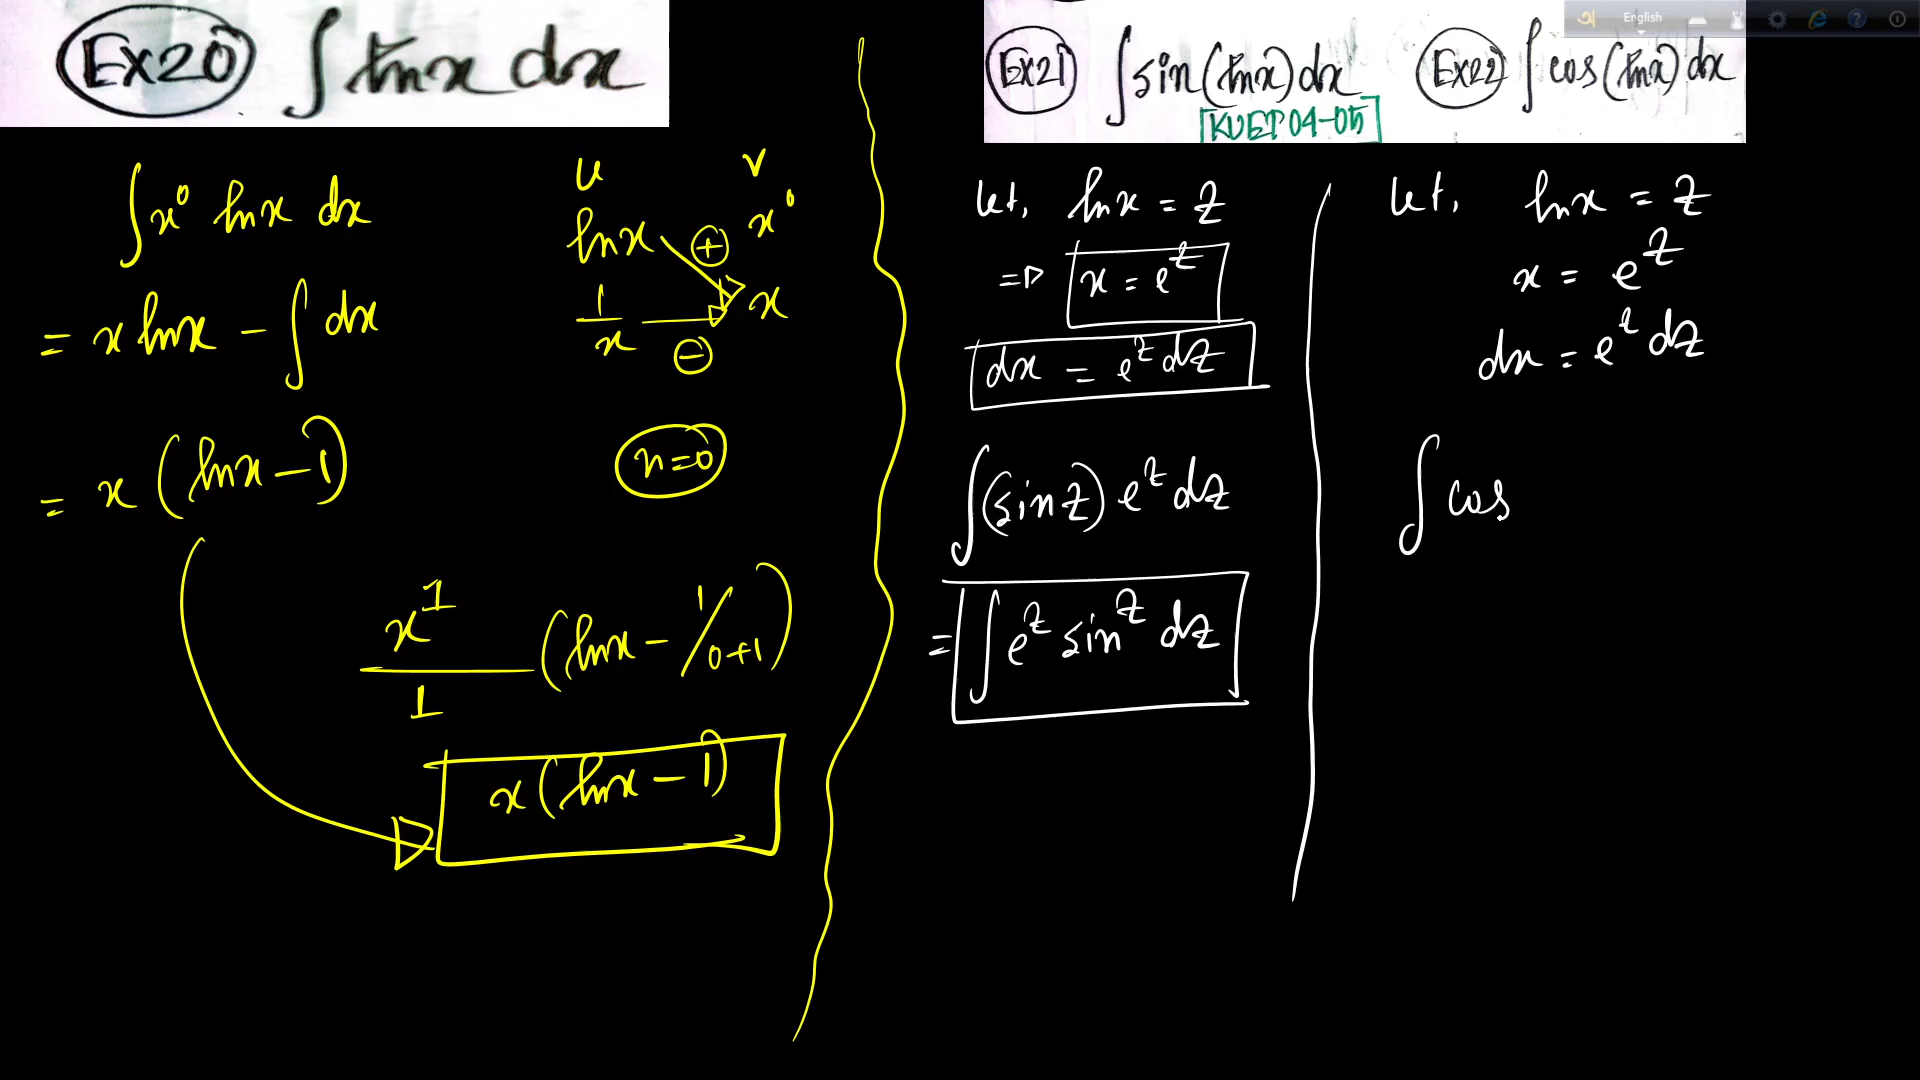 Ex20 ∫ lnx dx
∫x⁰ lnx dx
= x lnx - ∫ dx
= x (lnx - 1)
u v
lnx + x⁰
1/x - x
n=0
x¹/1 (lnx - 1/0+1)
x (lnx - 1)
Ex21 ∫ sin(lnx) dx
[KUET 04-05]
let, lnx = z
⇒ x = e^z
dx = e^z dz
∫(sin z) e^z dz
= ∫ e^z sin z dz
Ex22 ∫ cos(lnx) dx
let, lnx = z
x = e^z
dx = e^z dz
∫ cos
English